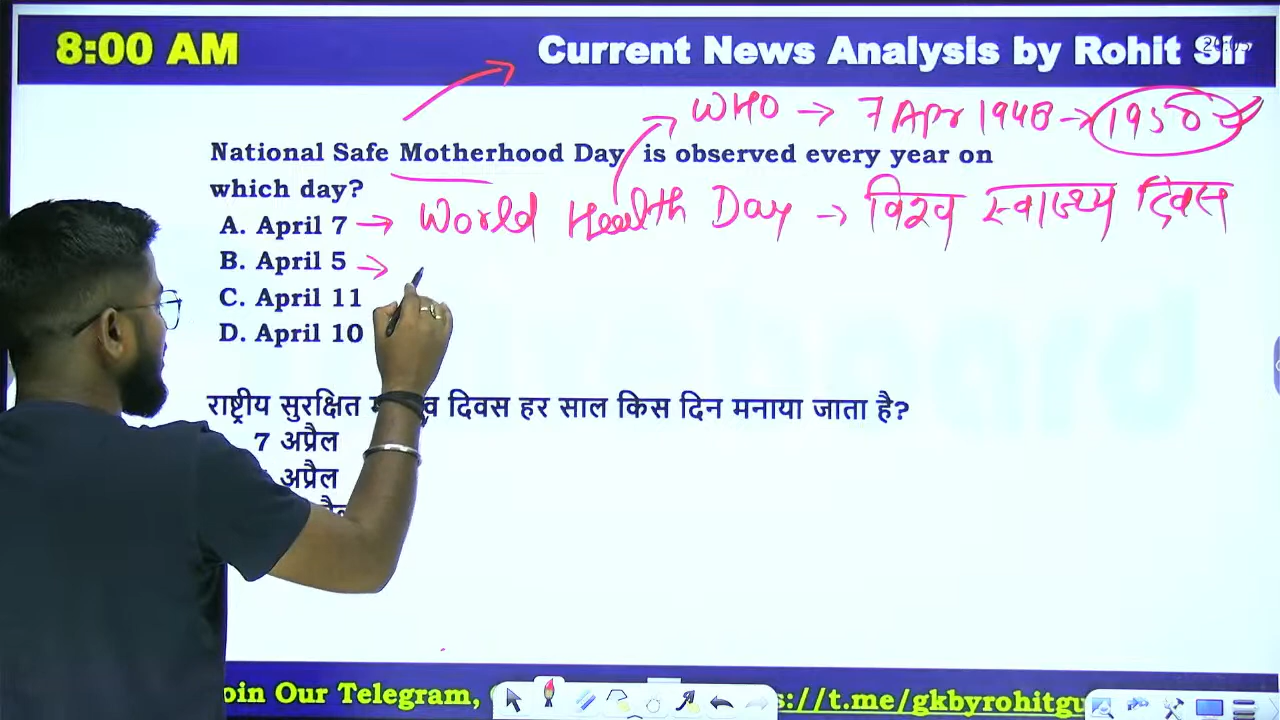 8:00 AM
Current News Analysis by Rohit Sir
WHO → 7 Apr 1948 → 1950
National Safe Motherhood Day is observed every year on
which day?
A. April 7 → World Health Day → विश्व स्वास्थ्य दिवस
B. April 5 →
C. April 11
D. April 10
राष्ट्रीय सुरक्षित दिवस हर साल किस दिन मनाया जाता है?
7 अप्रैल
अप्रैल
oin Our Telegram, s://t.me/gkbyrohitgu